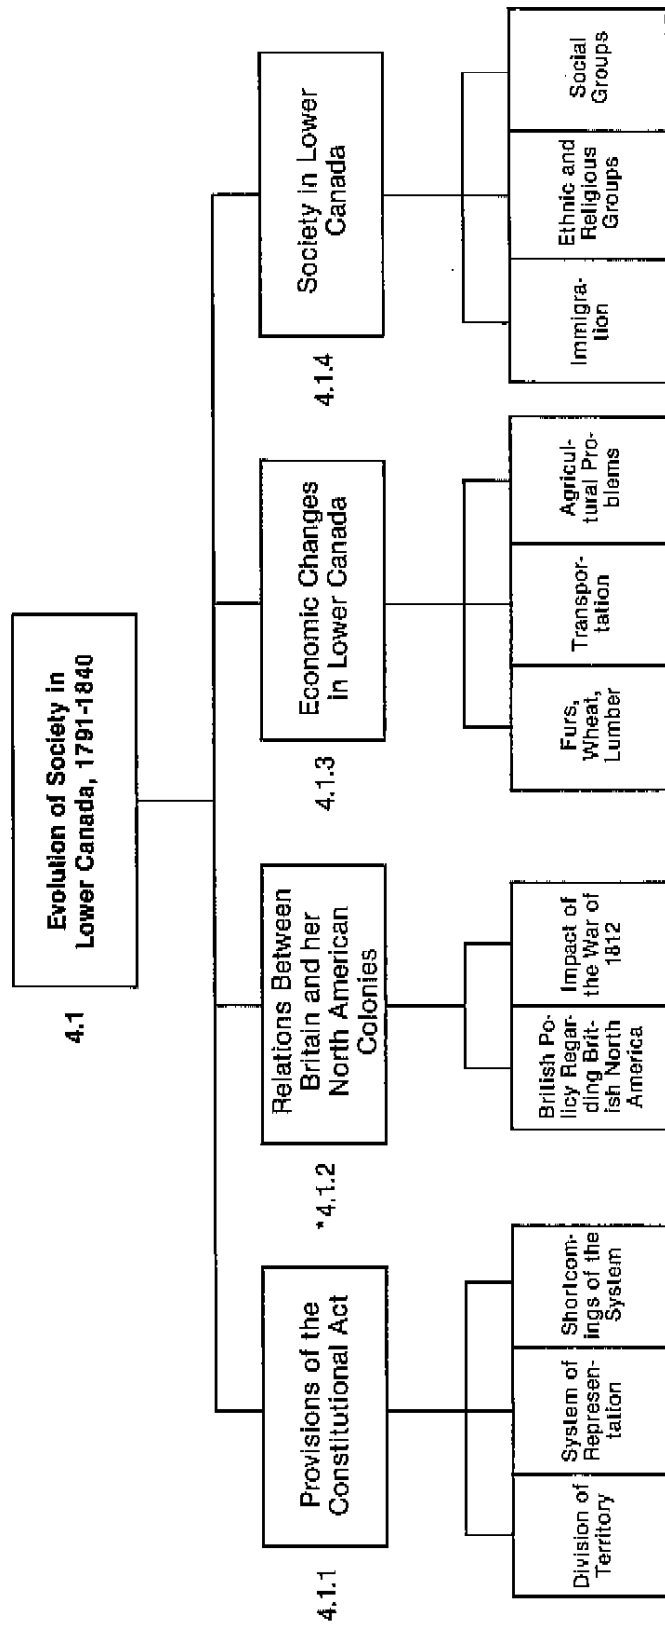 4.1
Evolution of Society in
Lower Canada, 1791-1840
4.1.1
Provisions of the
Constitutional Act
Division of
Territory
System of
Represen-
tation
Shortcom-
ings of the
System
*4.1.2
Relations Between
Britain and her
North American
Colonies
British Po-
licy Regar-
ding Brit-
ish North
America
Impact of
the War of
1812
4.1.3
Economic Changes
in Lower Canada
Furs,
Wheat,
Lumber
Transpor-
tation
Agricul-
tural Pro-
blems
4.1.4
Society in Lower
Canada
Immigra-
tion
Ethnic and
Religious
Groups
Social
Groups